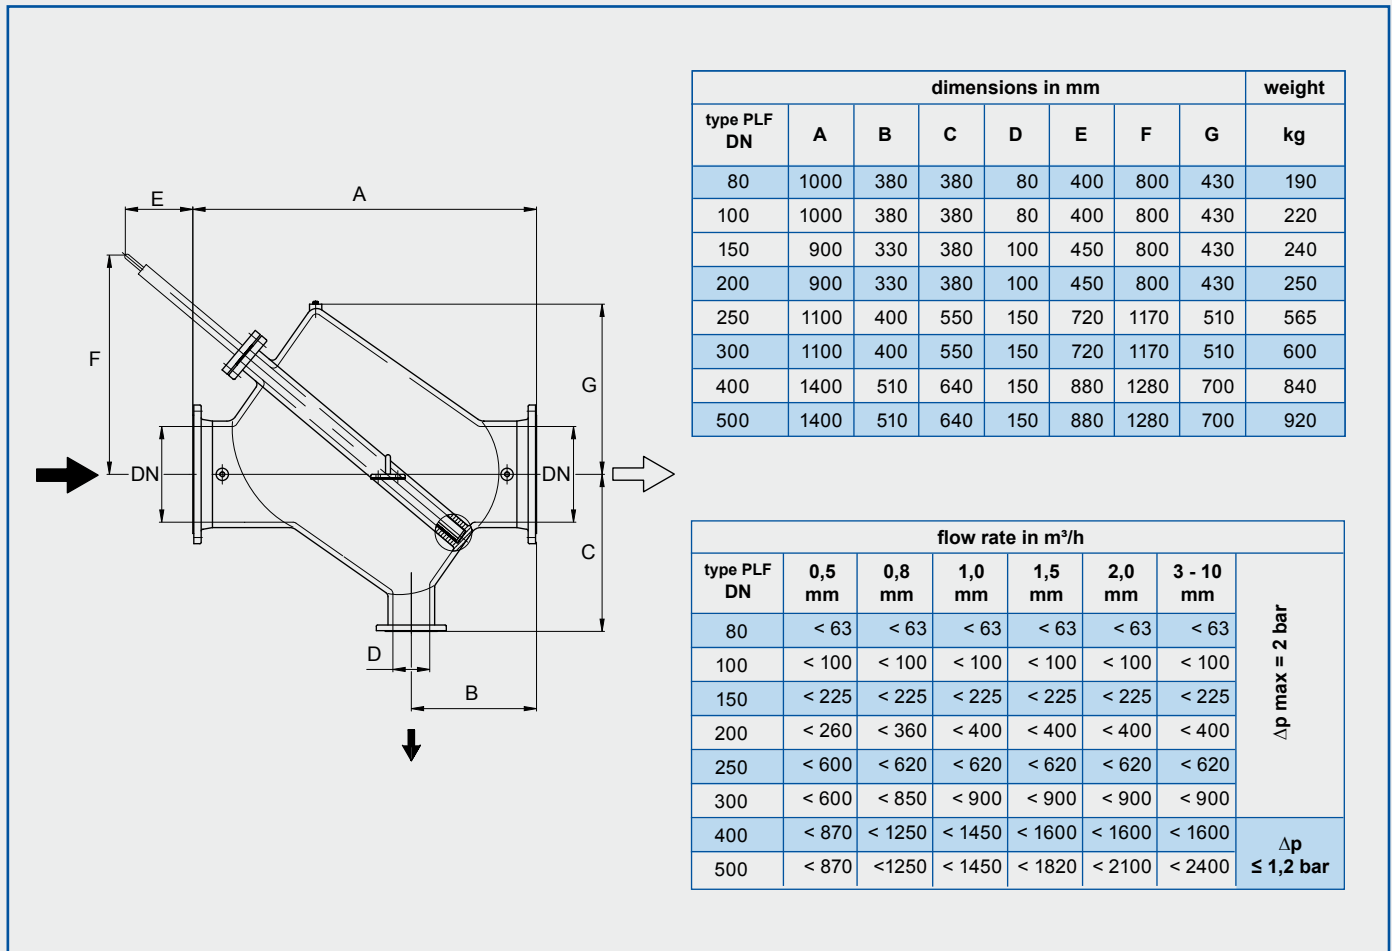 E A
F
G
DN DN
C
D
B
dimensions in mm weight
type PLF DN A B C D E F G kg
80 1000 380 380 80 400 800 430 190
100 1000 380 380 80 400 800 430 220
150 900 330 380 100 450 800 430 240
200 900 330 380 100 450 800 430 250
250 1100 400 550 150 720 1170 510 565
300 1100 400 550 150 720 1170 510 600
400 1400 510 640 150 880 1280 700 840
500 1400 510 640 150 880 1280 700 920
flow rate in m³/h
type PLF 0,5 0,8 1,0 1,5 2,0 3 - 10
DN mm mm mm mm mm mm
80 < 63 < 63 < 63 < 63 < 63 < 63
100 < 100 < 100 < 100 < 100 < 100 < 100
150 < 225 < 225 < 225 < 225 < 225 < 225
200 < 260 < 360 < 400 < 400 < 400 < 400
250 < 600 < 620 < 620 < 620 < 620 < 620
300 < 600 < 850 < 900 < 900 < 900 < 900
Δp max = 2 bar
400 < 870 < 1250 < 1450 < 1600 < 1600 < 1600
500 < 870 <1250 < 1450 < 1820 < 2100 < 2400
Δp
≤ 1,2 bar